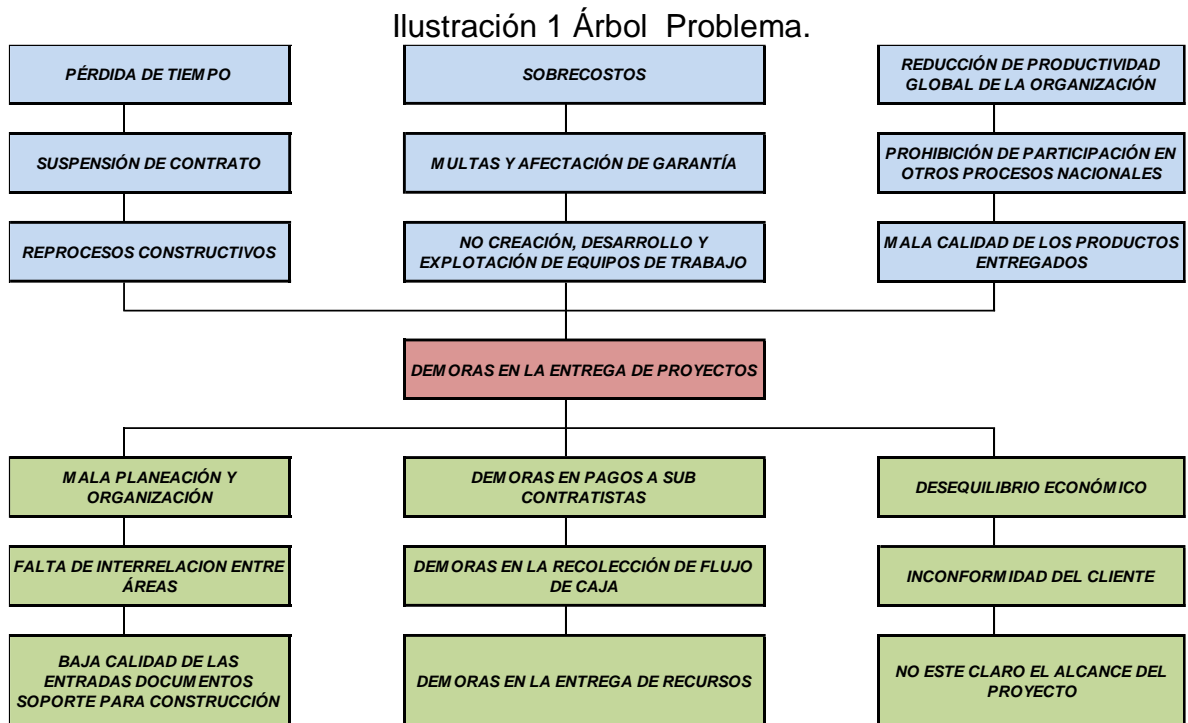 Ilustración 1 Árbol Problema.
PÉRDIDA DE TIEMPO
SOBRECOSTOS
REDUCCIÓN DE PRODUCTIVIDAD
GLOBAL DE LA ORGANIZACIÓN
SUSPENSIÓN DE CONTRATO
MULTAS Y AFECTACIÓN DE GARANTÍA
PROHIBICIÓN DE PARTICIPACIÓN EN
OTROS PROCESOS NACIONALES
REPROCESOS CONSTRUCTIVOS
NO CREACIÓN, DESARROLLO Y
EXPLOTACIÓN DE EQUIPOS DE TRABAJO
MALA CALIDAD DE LOS PRODUCTOS
ENTREGADOS
DEMORAS EN LA ENTREGA DE PROYECTOS
MALA PLANEACIÓN Y
ORGANIZACIÓN
DEMORAS EN PAGOS A SUB
CONTRATISTAS
DESEQUILIBRIO ECONÓMICO
FALTA DE INTERRELACION ENTRE
ÁREAS
DEMORAS EN LA RECOLECCIÓN DE FLUJO
DE CAJA
INCONFORMIDAD DEL CLIENTE
BAJA CALIDAD DE LAS
ENTRADAS DOCUMENTOS
SOPORTE PARA CONSTRUCCIÓN
DEMORAS EN LA ENTREGA DE RECURSOS
NO ESTE CLARO EL ALCANCE DEL
PROYECTO